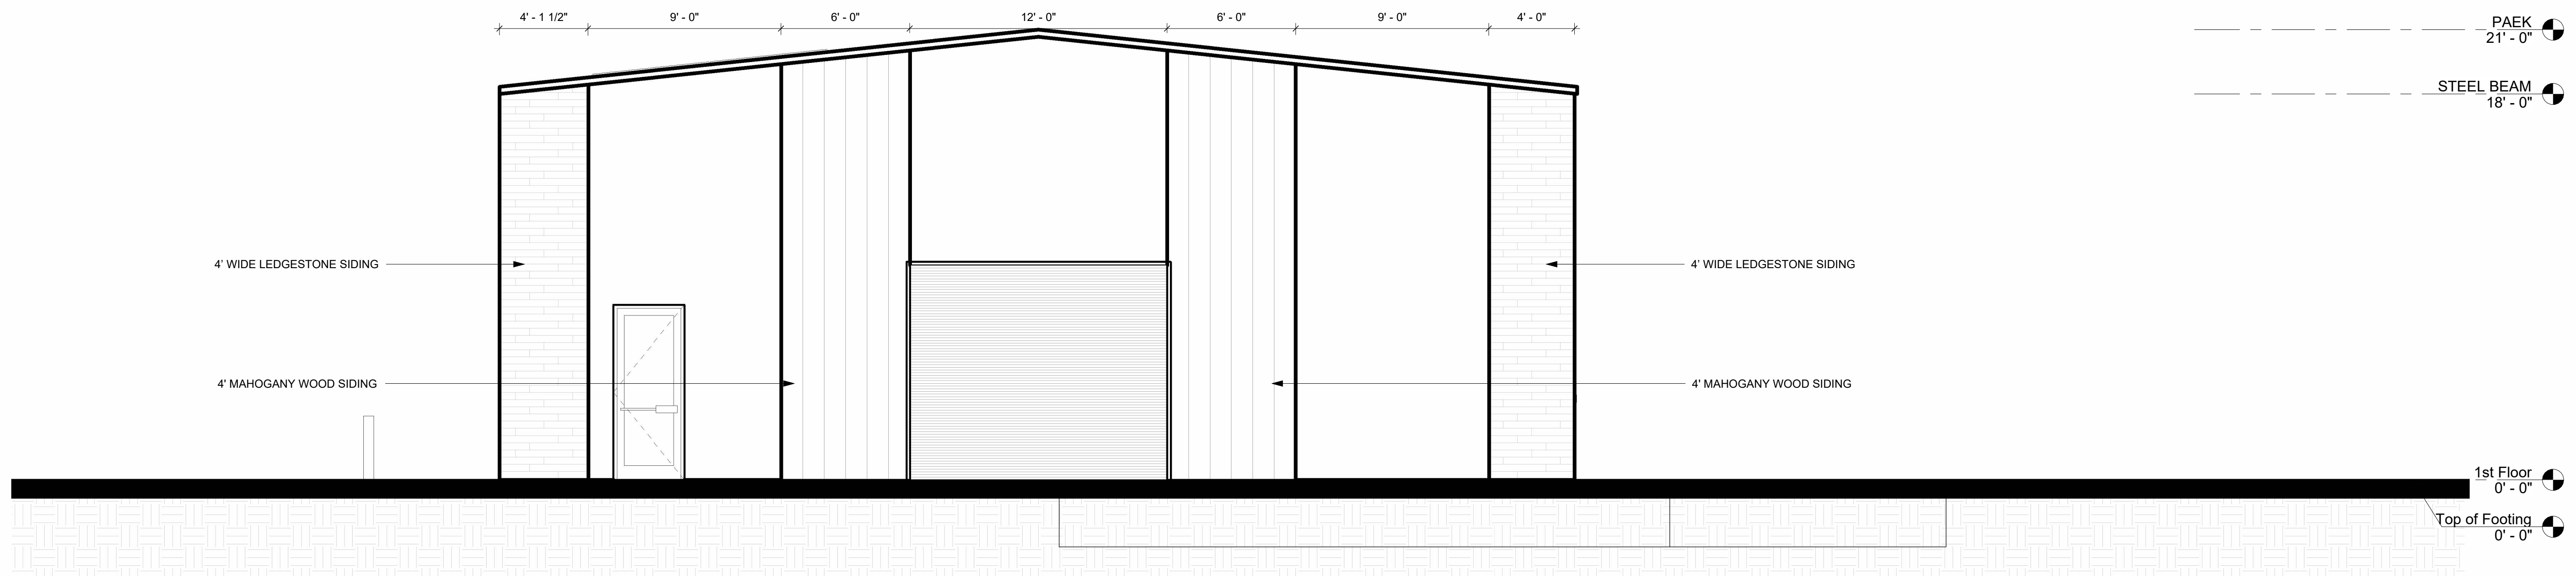 4' - 1 1/2"
9' - 0"
6' - 0"
12' - 0"
6' - 0"
9' - 0"
4' - 0"
PAEK
21' - 0"
STEEL BEAM
18' - 0"
4' WIDE LEDGESTONE SIDING
4' WIDE LEDGESTONE SIDING
4' MAHOGANY WOOD SIDING
4' MAHOGANY WOOD SIDING
1st Floor
0' - 0"
Top of Footing
0' - 0"